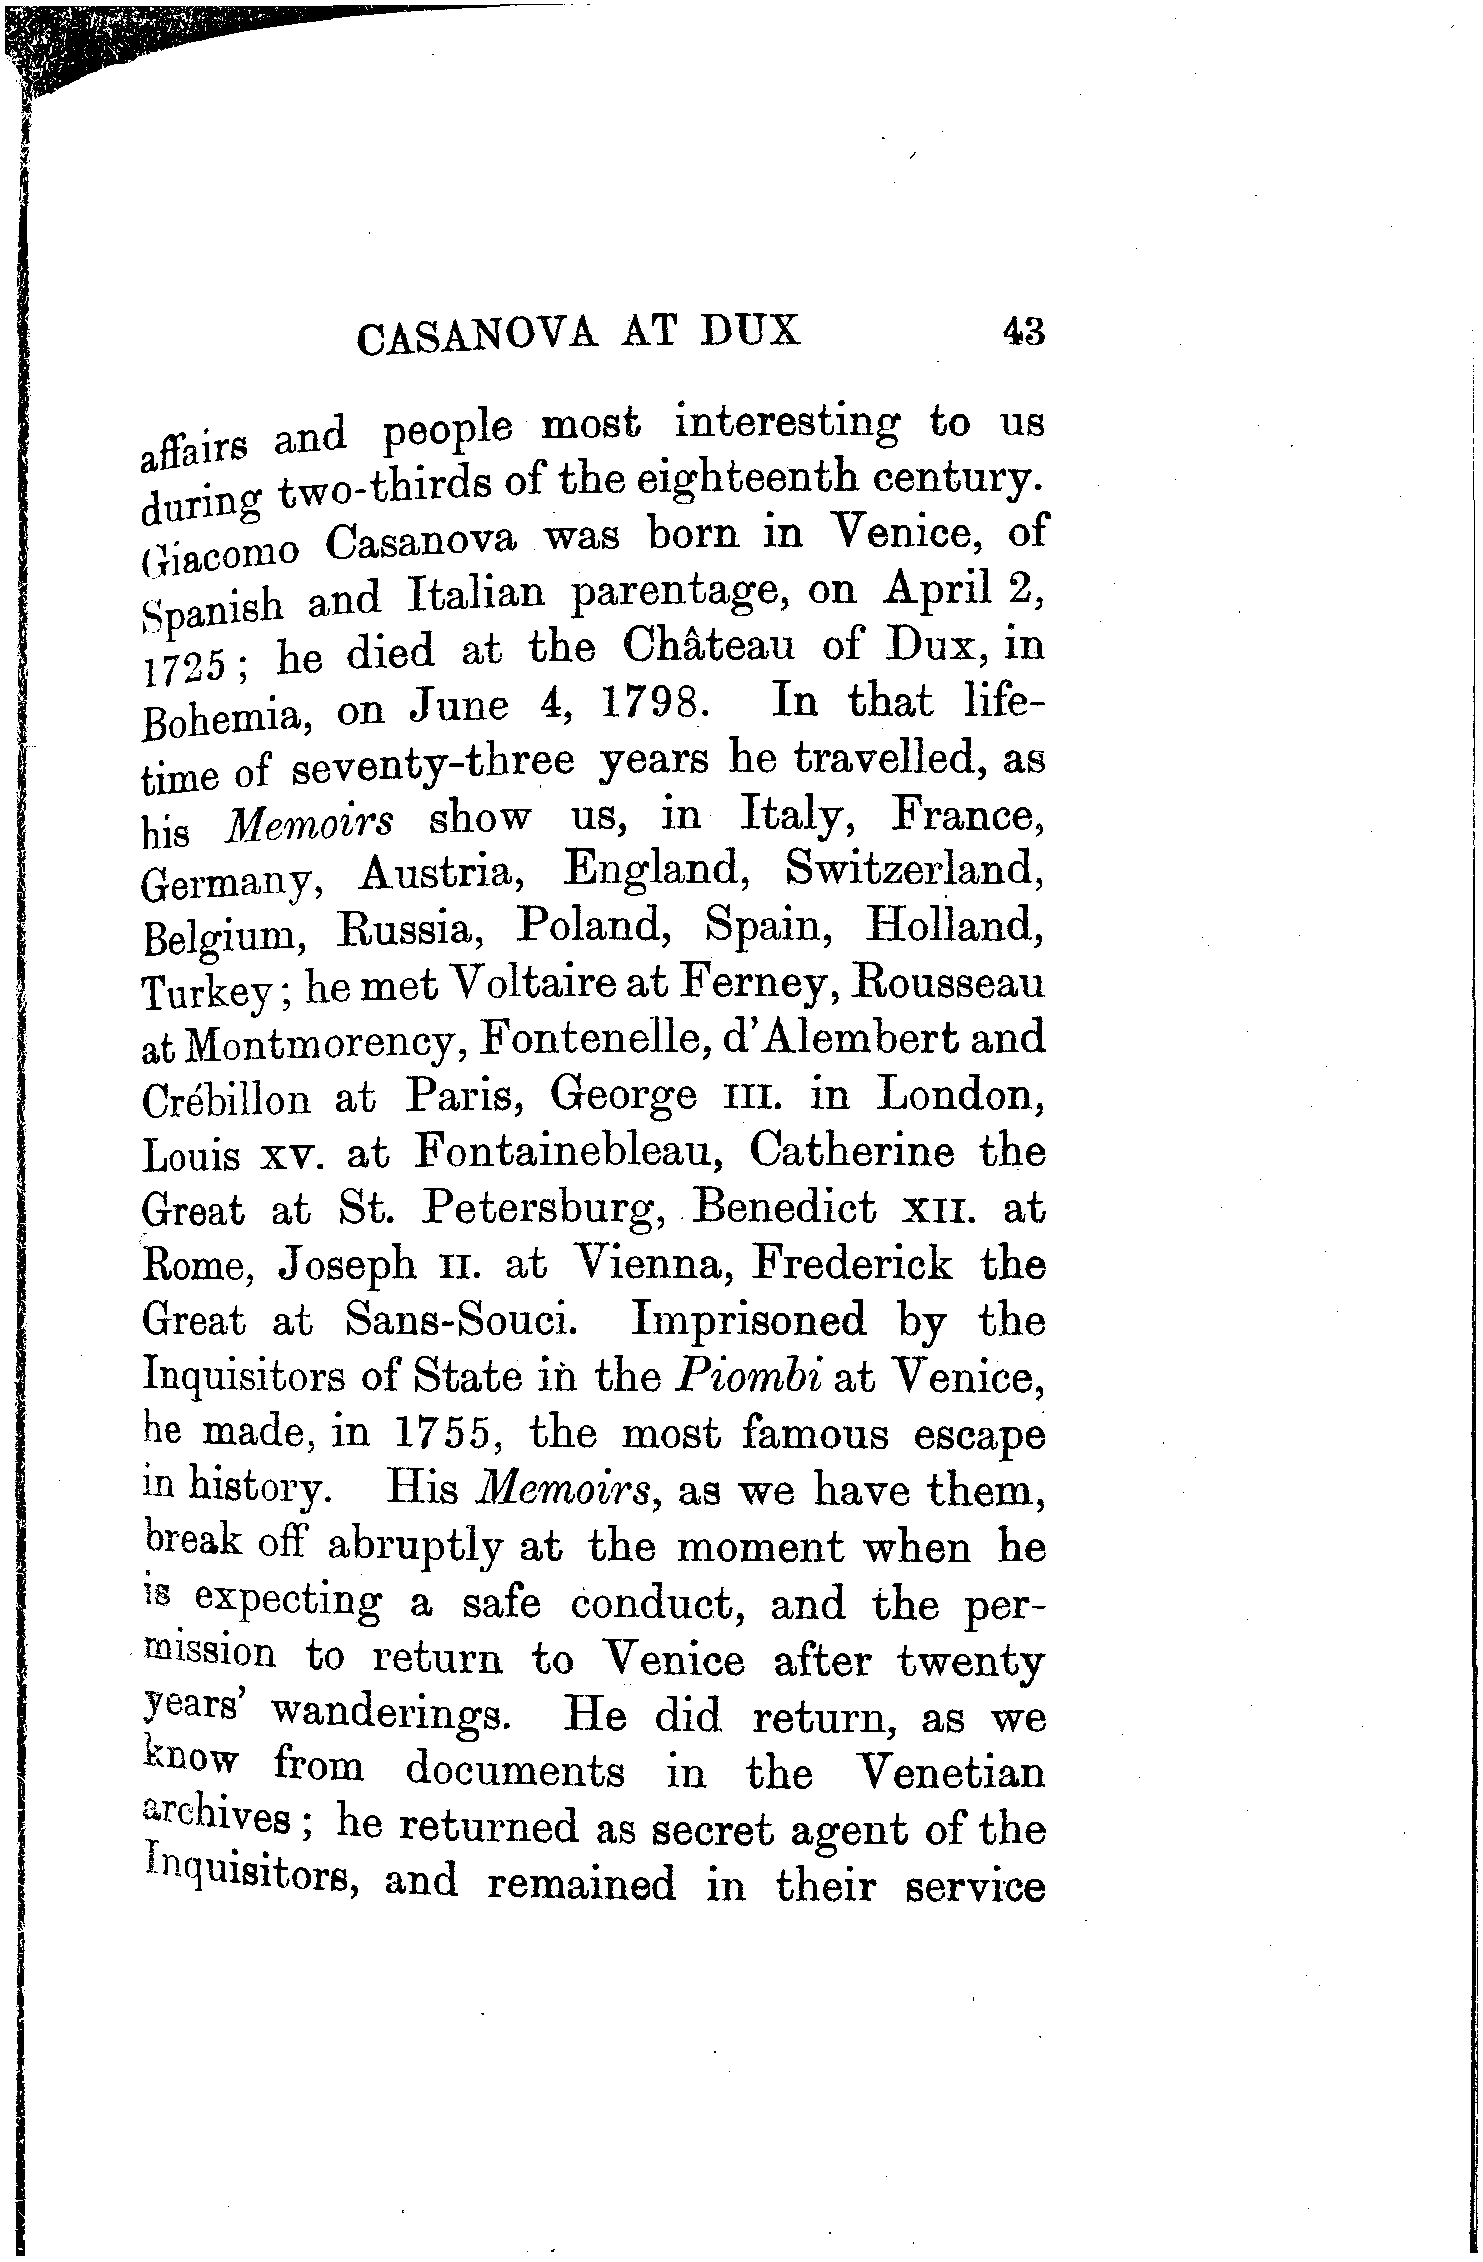 CASANOVA AT DUX 43
affairs and people most interesting to us
during two-thirds of the eighteenth century.
Giacomo Casanova was born in Venice, of
Spanish and Italian parentage, on April 2,
1725; he died at the Château of Dux, in
Bohemia, on June 4, 1798. In that life-
time of seventy-three years he travelled, as
his Memoirs show us, in Italy, France,
Germany, Austria, England, Switzerland,
Belgium, Russia, Poland, Spain, Holland,
Turkey; he met Voltaire at Ferney, Rousseau
at Montmorency, Fontenelle, d'Alembert and
Crébillon at Paris, George III. in London,
Louis XV. at Fontainebleau, Catherine the
Great at St. Petersburg, Benedict XII. at
Rome, Joseph II. at Vienna, Frederick the
Great at Sans-Souci. Imprisoned by the
Inquisitors of State in the Piombi at Venice,
he made, in 1755, the most famous escape
in history. His Memoirs, as we have them,
break off abruptly at the moment when he
is expecting a safe conduct, and the per-
mission to return to Venice after twenty
years' wanderings. He did return, as we
know from documents in the Venetian
archives; he returned as secret agent of the
Inquisitors, and remained in their service